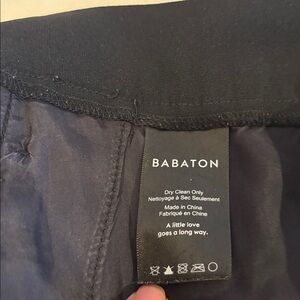 BABATON
Dry Clean Only
Nettoyage à Sec Seulement
Made in China
Fabriqué en Chine
A little love
goes a long way.